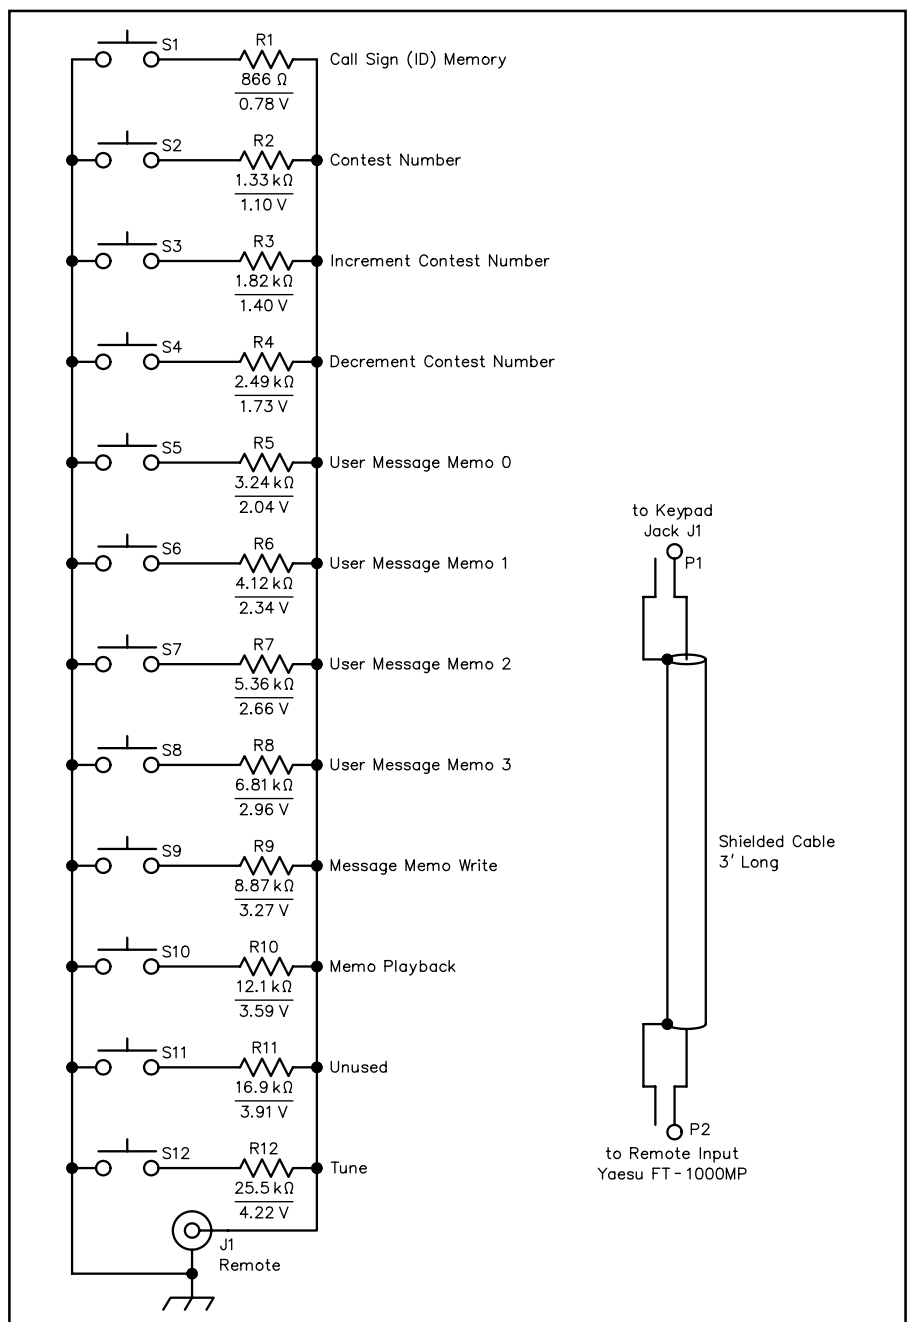 S1 R1 Call Sign (ID) Memory
866 Ω
0.78 V
S2 R2 Contest Number
1.33 kΩ
1.10 V
S3 R3 Increment Contest Number
1.82 kΩ
1.40 V
S4 R4 Decrement Contest Number
2.49 kΩ
1.73 V
S5 R5 User Message Memo 0
3.24 kΩ
2.04 V
S6 R6 User Message Memo 1
4.12 kΩ
2.34 V
S7 R7 User Message Memo 2
5.36 kΩ
2.66 V
S8 R8 User Message Memo 3
6.81 kΩ
2.96 V
S9 R9 Message Memo Write
8.87 kΩ
3.27 V
S10 R10 Memo Playback
12.1 kΩ
3.59 V
S11 R11 Unused
16.9 kΩ
3.91 V
S12 R12 Tune
25.5 kΩ
4.22 V
J1
Remote
to Keypad
Jack J1
P1
Shielded Cable
3' Long
P2
to Remote Input
Yaesu FT-1000MP